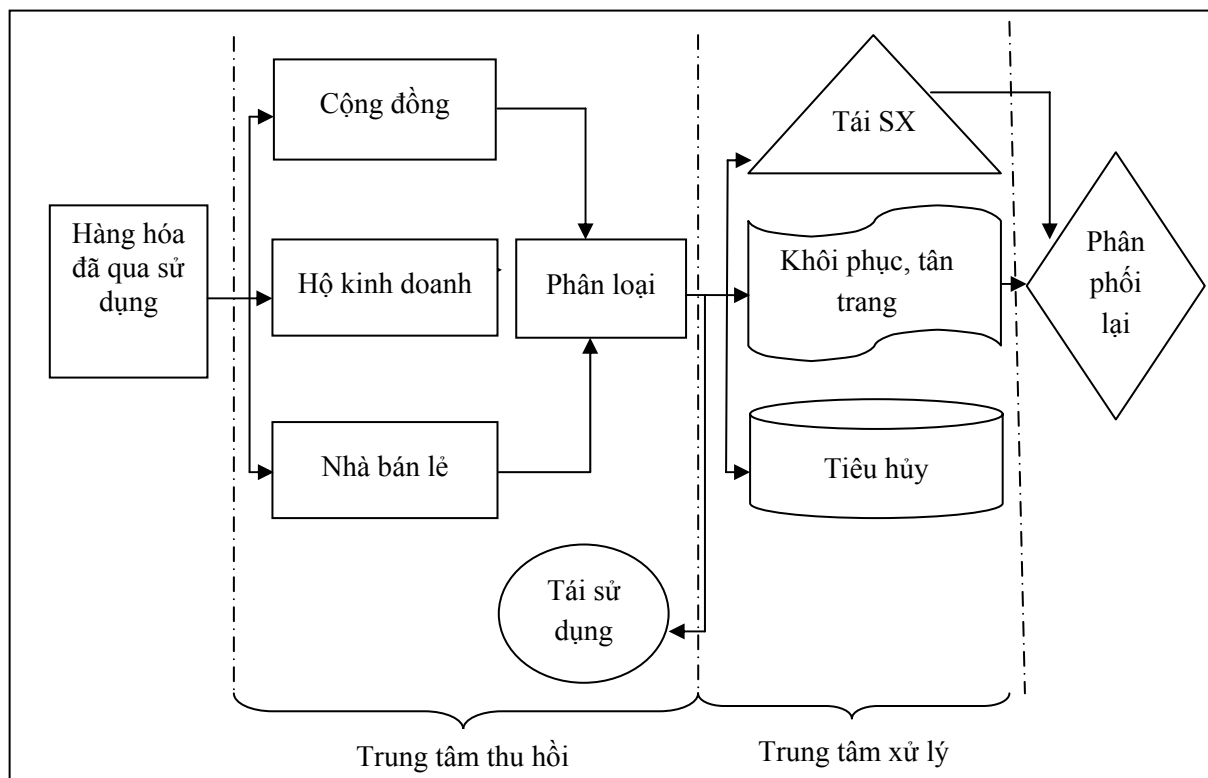 Hàng hóa
đã qua sử
dụng
Cộng đồng
Hộ kinh doanh
Nhà bán lẻ
Phân loại
Tái sử
dụng
Tái SX
Khôi phục, tân
trang
Tiêu hủy
Phân
phối
lại
Trung tâm thu hồi
Trung tâm xử lý